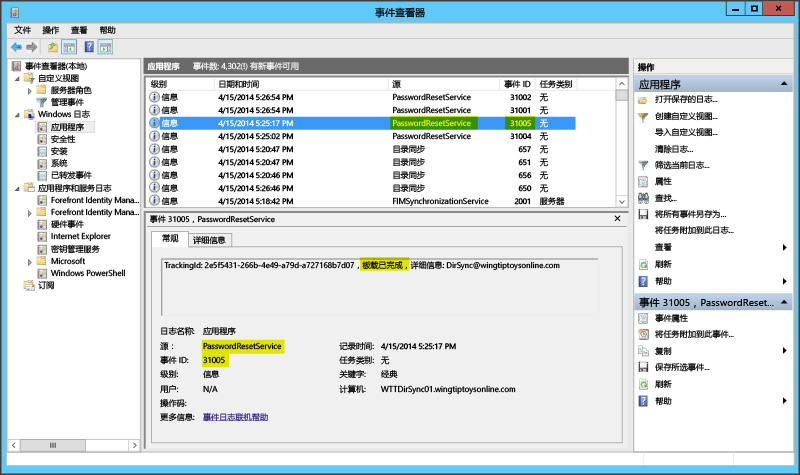 事件查看器
文件 操作 查看 帮助
事件查看器(本地)
自定义视图
服务器角色
管理事件
Windows 日志
应用程序
安全性
安装
系统
已转发事件
应用程序和服务日志
Forefront Identity Mana...
Forefront Identity Mana...
硬件事件
Internet Explorer
密钥管理服务
Microsoft
Windows PowerShell
订阅
应用程序 事件数: 4,302(!) 有新事件可用
级别 日期和时间 源 事件 ID 任务类别
信息 4/15/2014 5:26:54 PM PasswordResetService 31002 无
信息 4/15/2014 5:26:54 PM PasswordResetService 31001 无
信息 4/15/2014 5:25:17 PM PasswordResetService 31005 无
信息 4/15/2014 5:25:02 PM PasswordResetService 31004 无
信息 4/15/2014 5:20:47 PM 目录同步 657 无
信息 4/15/2014 5:20:47 PM 目录同步 651 无
信息 4/15/2014 5:20:46 PM 目录同步 656 无
信息 4/15/2014 5:20:46 PM 目录同步 650 无
信息 4/15/2014 5:18:42 PM FIMSynchronizationService 2001 服务器
事件 31005，PasswordResetService
常规 详细信息
TrackingId: 2e5f5431-266b-4e49-a79d-a727168b7d07，板载已完成，详细信息: DirSync@wingtiptoysonline.com
日志名称: 应用程序
源： PasswordResetService 记录时间: 4/15/2014 5:25:17 PM
事件 ID: 31005 任务类别: 无
级别: 信息 关键字: 经典
用户: N/A 计算机: WTTDirSync01.wingtiptoysonline.com
操作码:
更多信息: 事件日志联机帮助
操作
应用程序
打开保存的日志...
创建自定义视图...
导入自定义视图...
清除日志...
筛选当前日志...
属性
查找...
将所有事件另存为...
将任务附加到此日志...
查看
刷新
帮助
事件 31005，PasswordReset...
事件属性
将任务附加到此事件...
复制
保存所选事件...
刷新
帮助